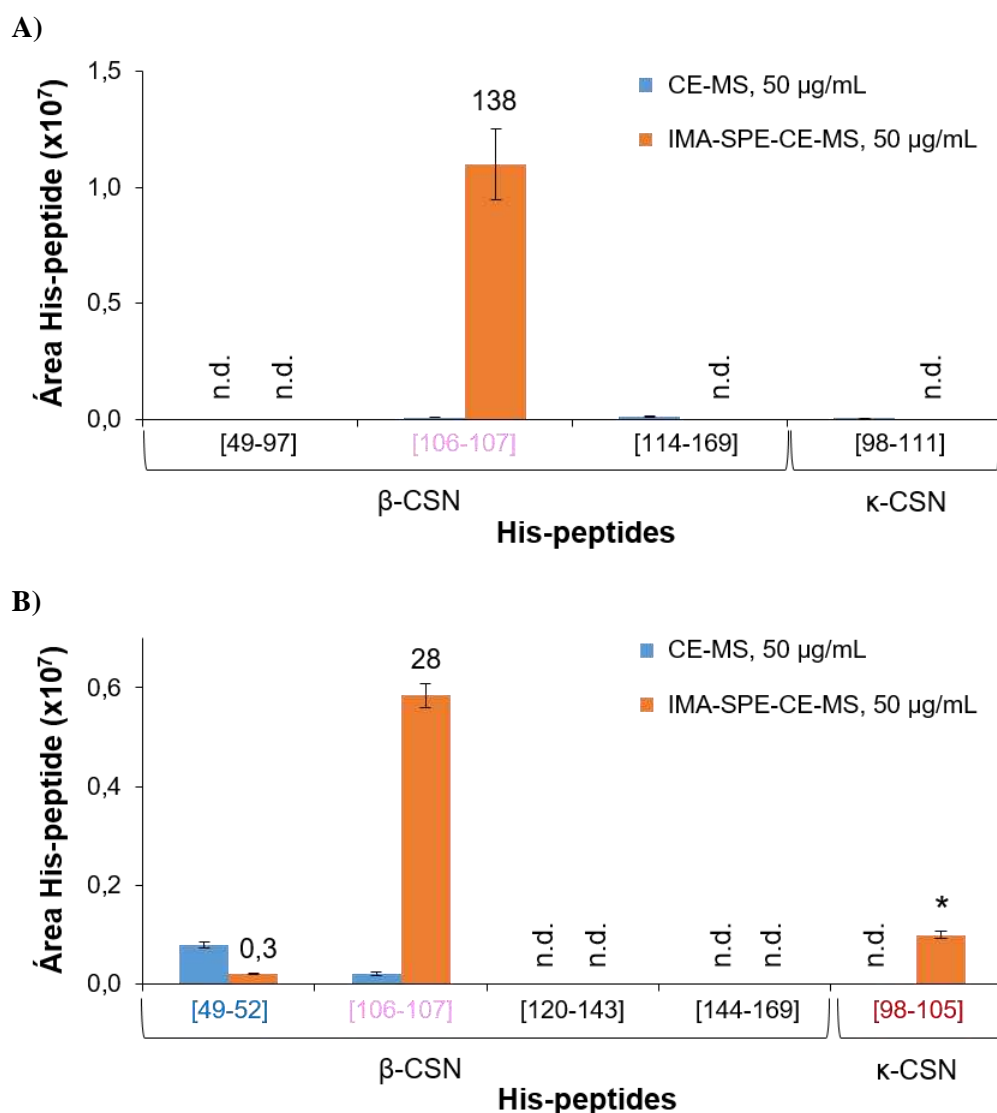 A)
Área His-peptide (x10⁷)
1,5
1,0
0,5
0,0
CE-MS, 50 µg/mL
IMA-SPE-CE-MS, 50 µg/mL
n.d. n.d. 138 n.d. n.d.
[49-97] [106-107] [114-169] [98-111]
β-CSN κ-CSN
His-peptides
B)
Área His-peptide (x10⁷)
0,6
0,4
0,2
0,0
CE-MS, 50 µg/mL
IMA-SPE-CE-MS, 50 µg/mL
0,3 28 n.d. n.d. n.d. n.d. n.d. *
[49-52] [106-107] [120-143] [144-169] [98-105]
β-CSN κ-CSN
His-peptides